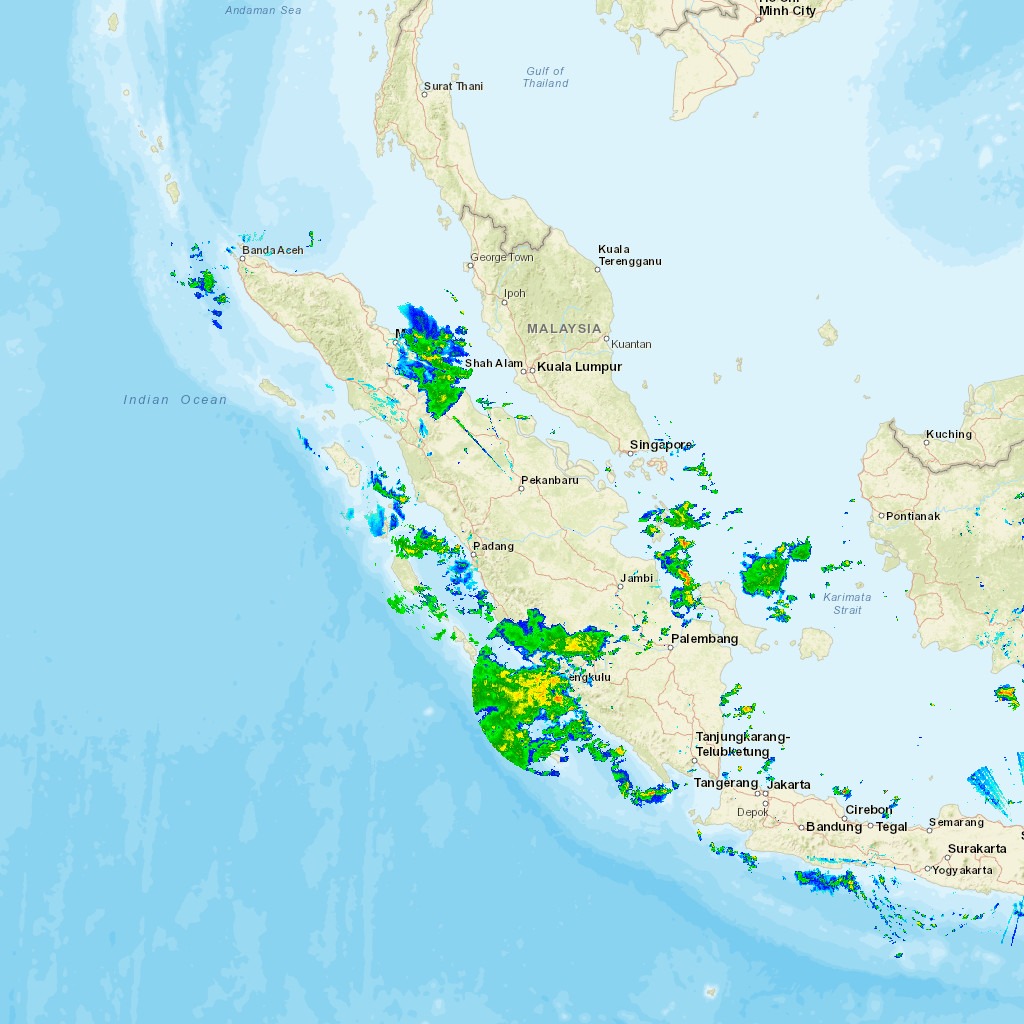 Andaman Sea
Minh City
Gulf of
Thailand
Surat Thani
Banda Aceh
George Town
Kuala
Terengganu
Ipoh
MALAYSIA
Kuantan
Shah Alam
Kuala Lumpur
Indian Ocean
Singapore
Kuching
Pekanbaru
Pontianak
Padang
Jambi
Karimata
Strait
Palembang
engkulu
Tanjungkarang-
Telubketung
Tangerang
Jakarta
Depok
Cirebon
Bandung
Tegal
Semarang
Surakarta
Yogyakarta